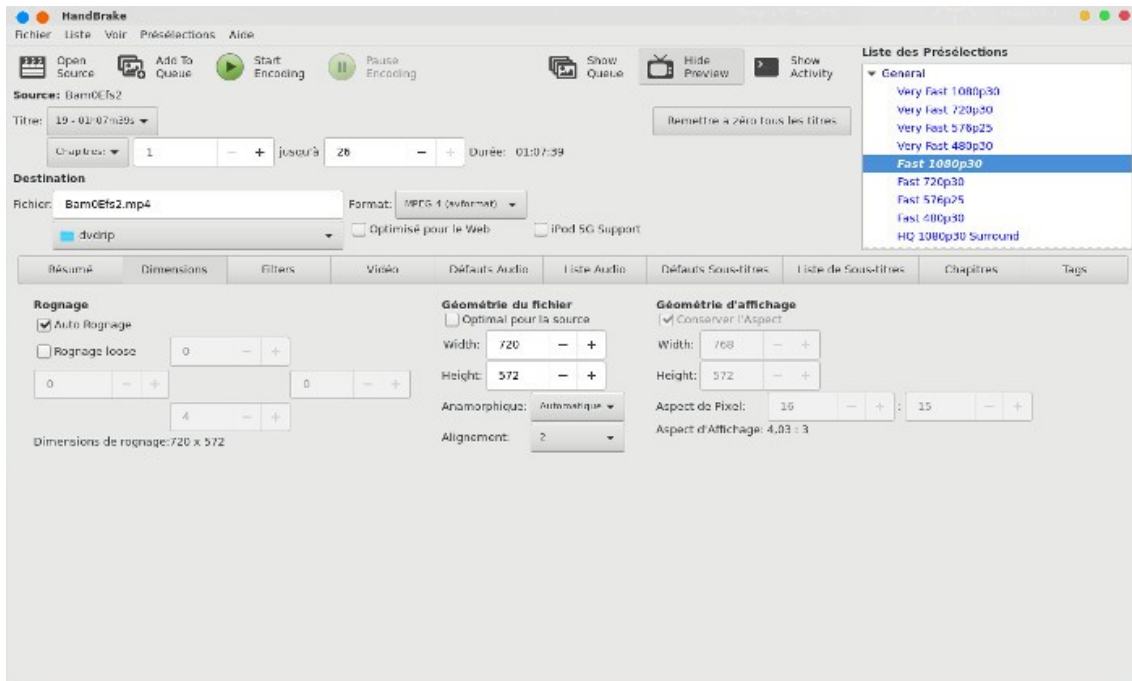 HandBrake
Fichier Liste Voir Présélections Aide
Open Source
Add To Queue
Start Encoding
Pause Encoding
Show Queue
Hide Preview
Show Activity
Liste des Présélections
General
Very Fast 1080p30
Very Fast 720p30
Very Fast 576p25
Very Fast 480p30
Fast 1080p30
Fast 720p30
Fast 576p25
Fast 480p30
HQ 1080p30 Surround
Source: Bam0Efs2
Titre: 19 - 01h07m39s
Remettre a zéro tous les titres
Chapitres: 1 − + jusqu'à 26 − + Durée: 01:07:39
Destination
Fichier: Bam0Efs2.mp4 Format: MPEG-4 (avformat)
dvdrip Optimisé pour le Web iPod 5G Support
Résumé Dimensions Filters Vidéo Défauts Audio Liste Audio Défauts Sous-titres Liste de Sous-titres Chapitres Tags
Rognage
Auto Rognage
Rognage loose 0 − +
0 − + 0 − +
4 − +
Dimensions de rognage:720 x 572
Géométrie du fichier
Optimal pour la source
Width: 720 − +
Height: 572 − +
Anamorphique: Automatique
Alignement: 2
Géométrie d'affichage
Conserver l'Aspect
Width: 768 − +
Height: 572 − +
Aspect de Pixel: 16 − + : 15 − +
Aspect d'Affichage: 4,03 : 3